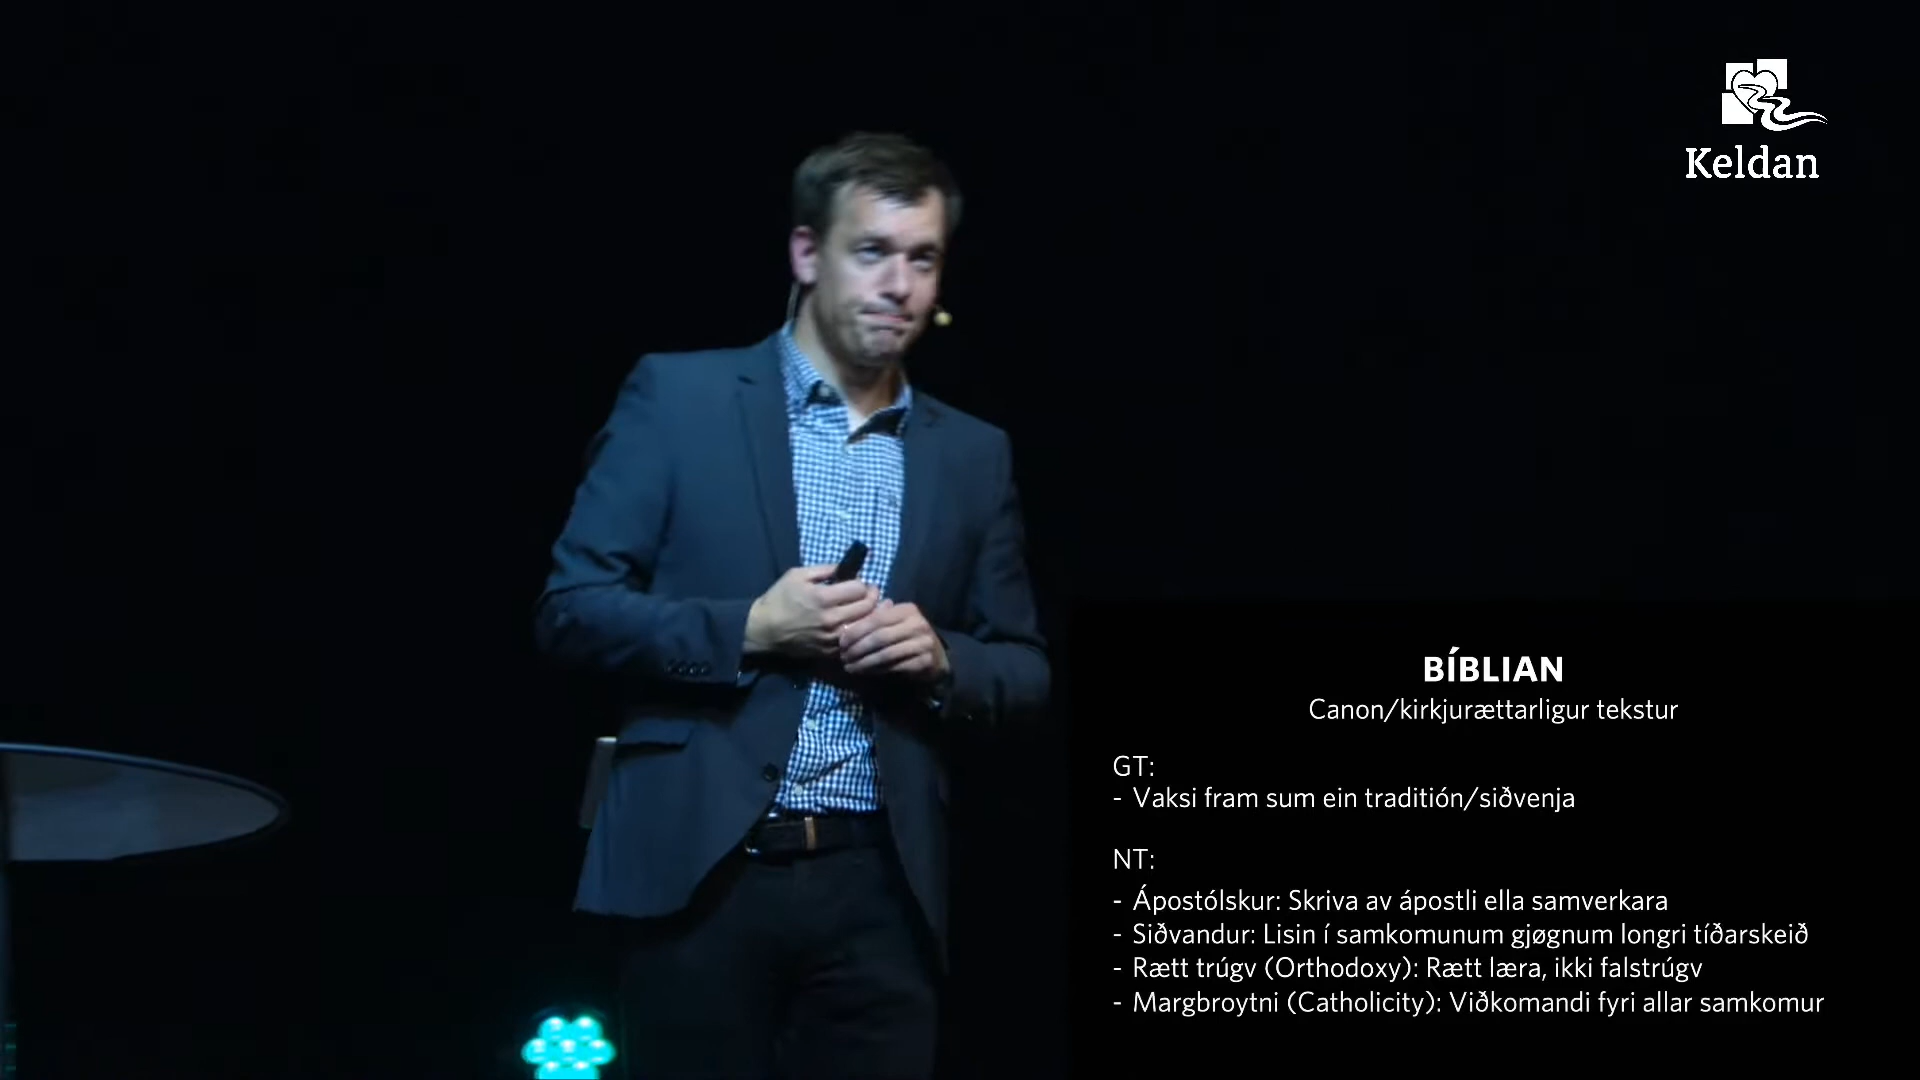 Keldan
BÍBLIAN
Canon/kirkjurættarligur tekstur
GT:
- Vaksi fram sum ein traditión/siðvenja
NT:
- Ápostólskur: Skriva av ápostli ella samverkara
- Siðvandur: Lisin í samkomunum gjøgnum longri tíðarskeið
- Rætt trúgv (Orthodoxy): Rætt læra, ikki falstrúgv
- Margbroytni (Catholicity): Viðkomandi fyri allar samkomur